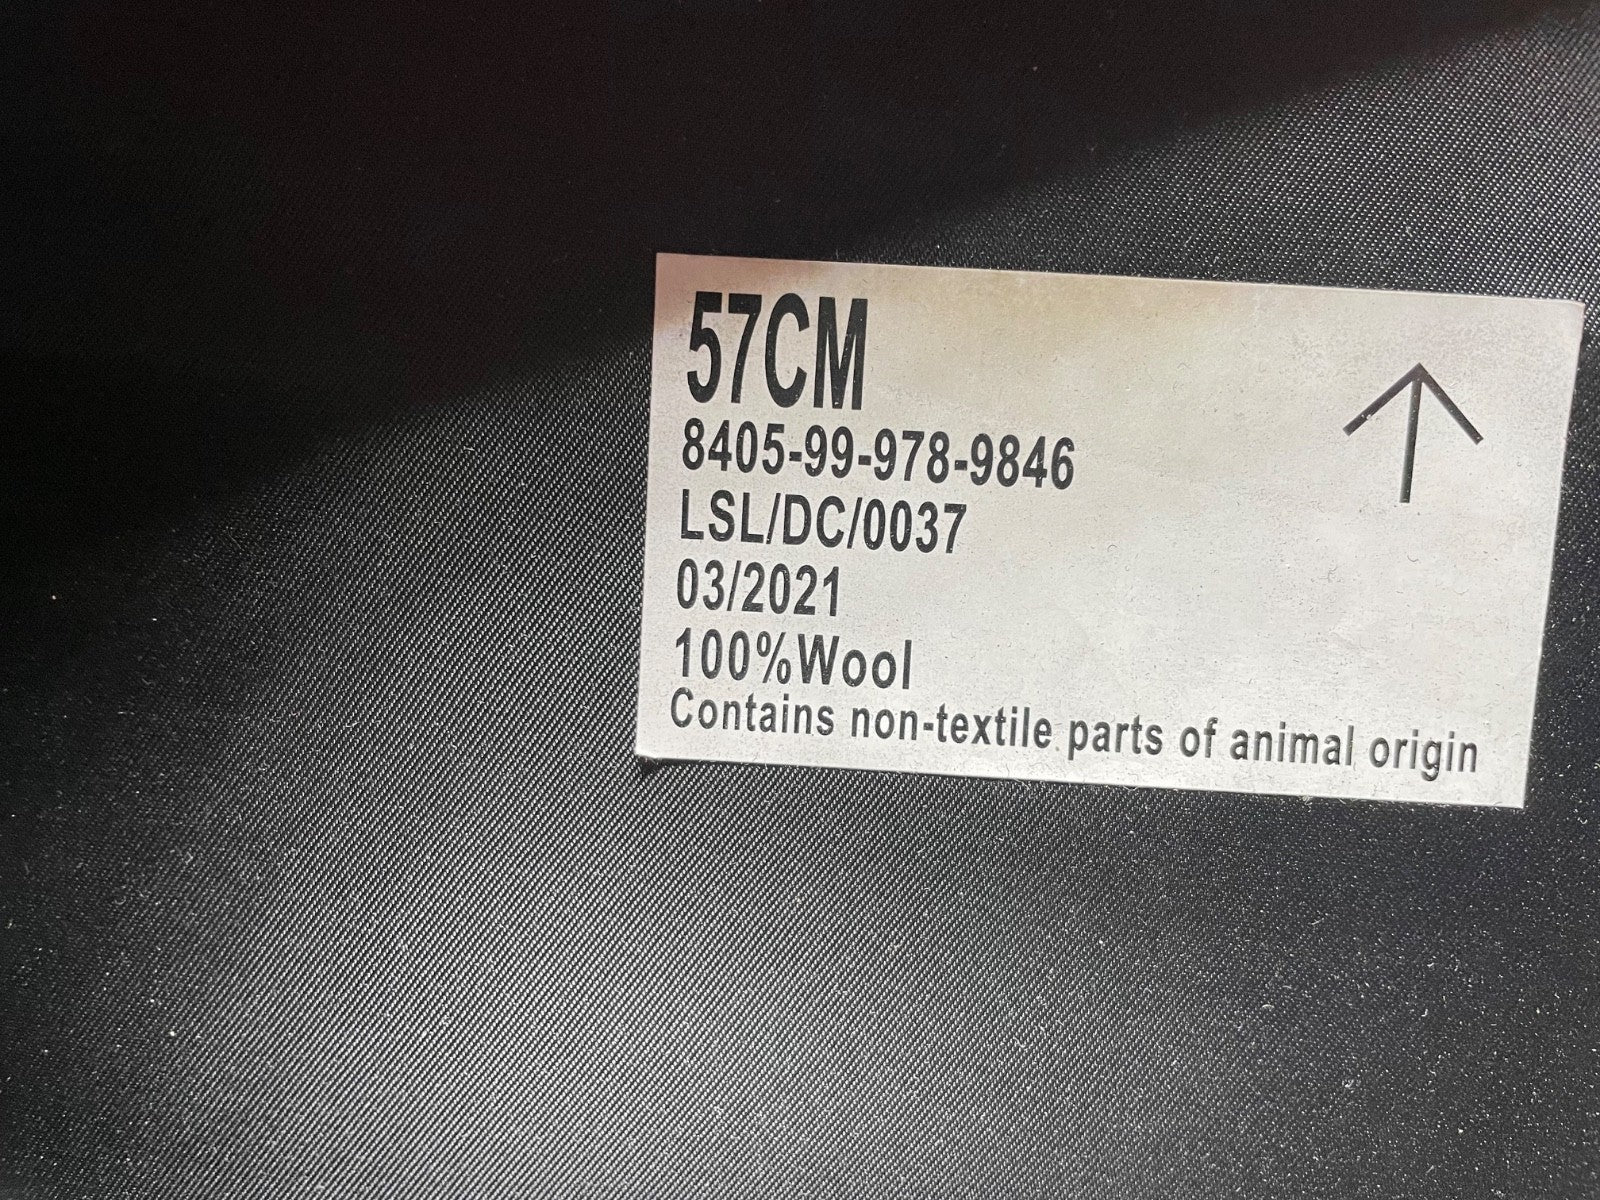 57CM
8405-99-978-9846
LSL/DC/0037
03/2021
100%Wool
Contains non-textile parts of animal origin